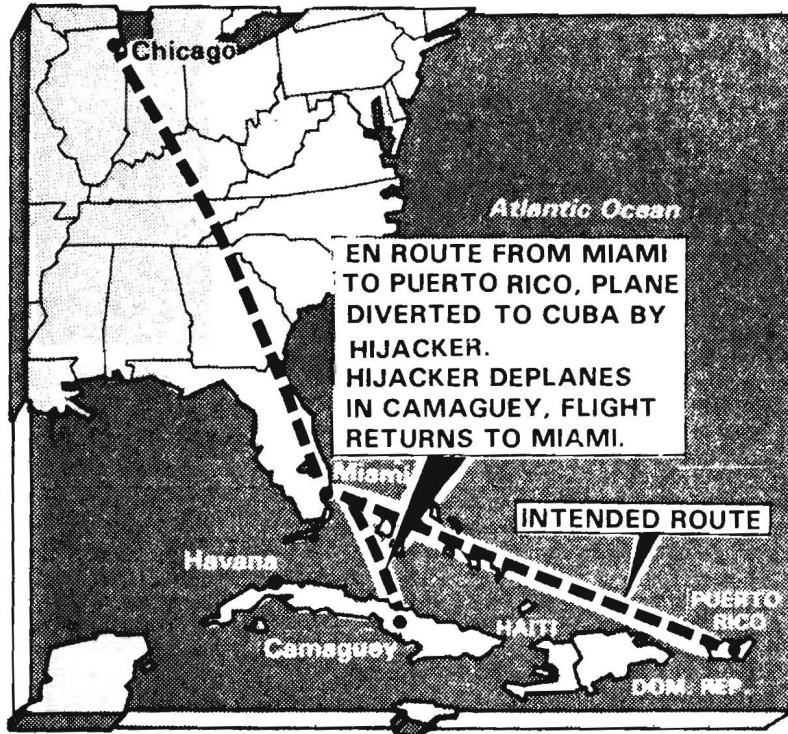 Chicago
Atlantic Ocean
EN ROUTE FROM MIAMI
TO PUERTO RICO, PLANE
DIVERTED TO CUBA BY
HIJACKER.
HIJACKER DEPLANES
IN CAMAGUEY, FLIGHT
RETURNS TO MIAMI.
Miami
INTENDED ROUTE
Havana
PUERTO
RICO
HAITI
Camaguey
DOM. REP.